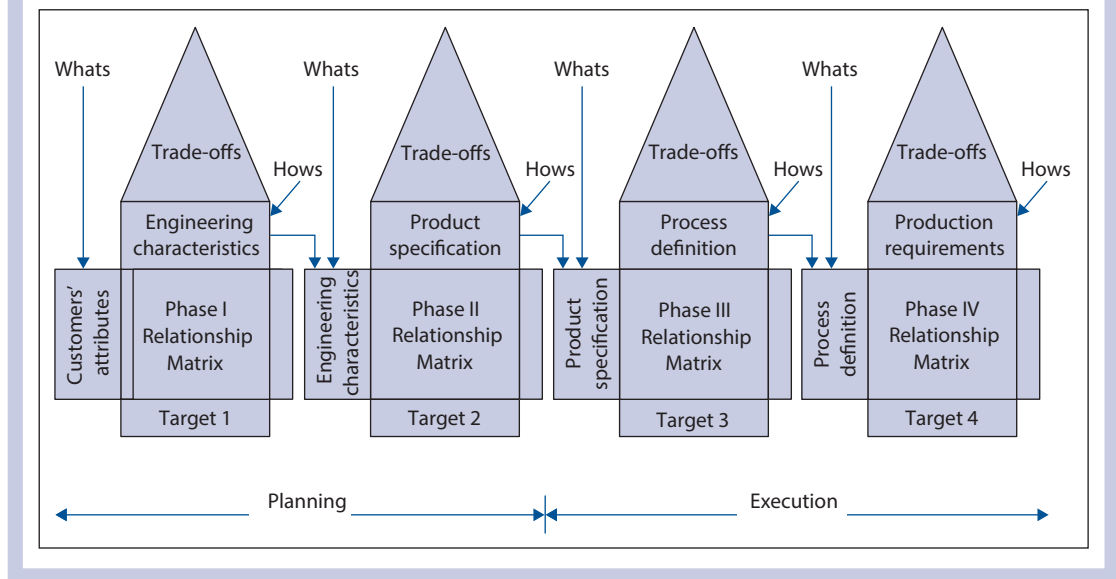 Whats
Whats
Whats
Whats
Trade-offs
Trade-offs
Trade-offs
Trade-offs
Hows
Hows
Hows
Hows
Engineering
characteristics
Product
specification
Process
definition
Production
requirements
Customers’
attributes
Phase I
Relationship
Matrix
Engineering
characteristics
Phase II
Relationship
Matrix
Product
specification
Phase III
Relationship
Matrix
Process
definition
Phase IV
Relationship
Matrix
Target 1
Target 2
Target 3
Target 4
Planning
Execution